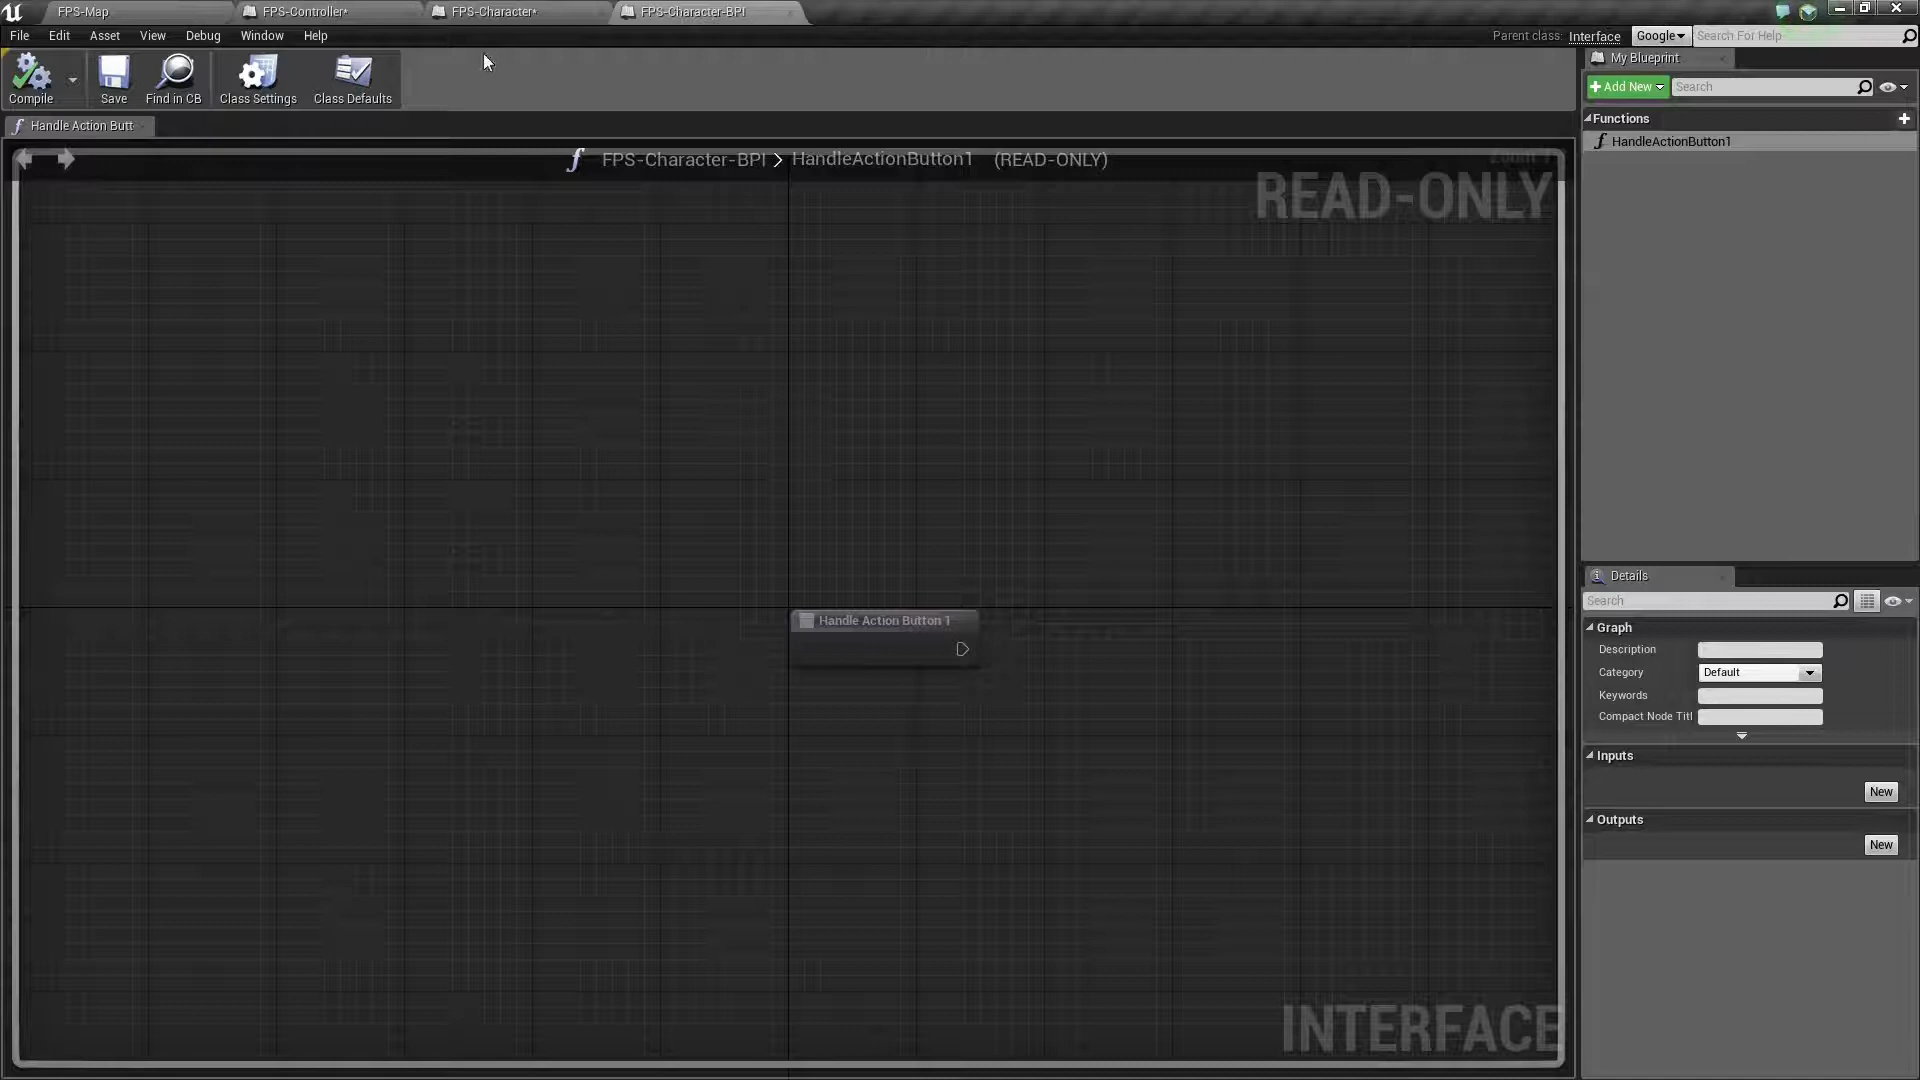 FPS-Map
FPS-Controller*
FPS-Character*
FPS-Character-BPI
File Edit Asset View Debug Window Help
Parent class: Interface Google Search For Help
Compile Save Find in CB Class Settings Class Defaults
My Blueprint
Add New Search
Functions
HandleActionButton1
Handle Action Butt
FPS-Character-BPI > HandleActionButton1 (READ-ONLY)
READ-ONLY
Handle Action Button 1
INTERFACE
Details
Search
Graph
Description
Category Default
Keywords
Compact Node Titl
Inputs
New
Outputs
New